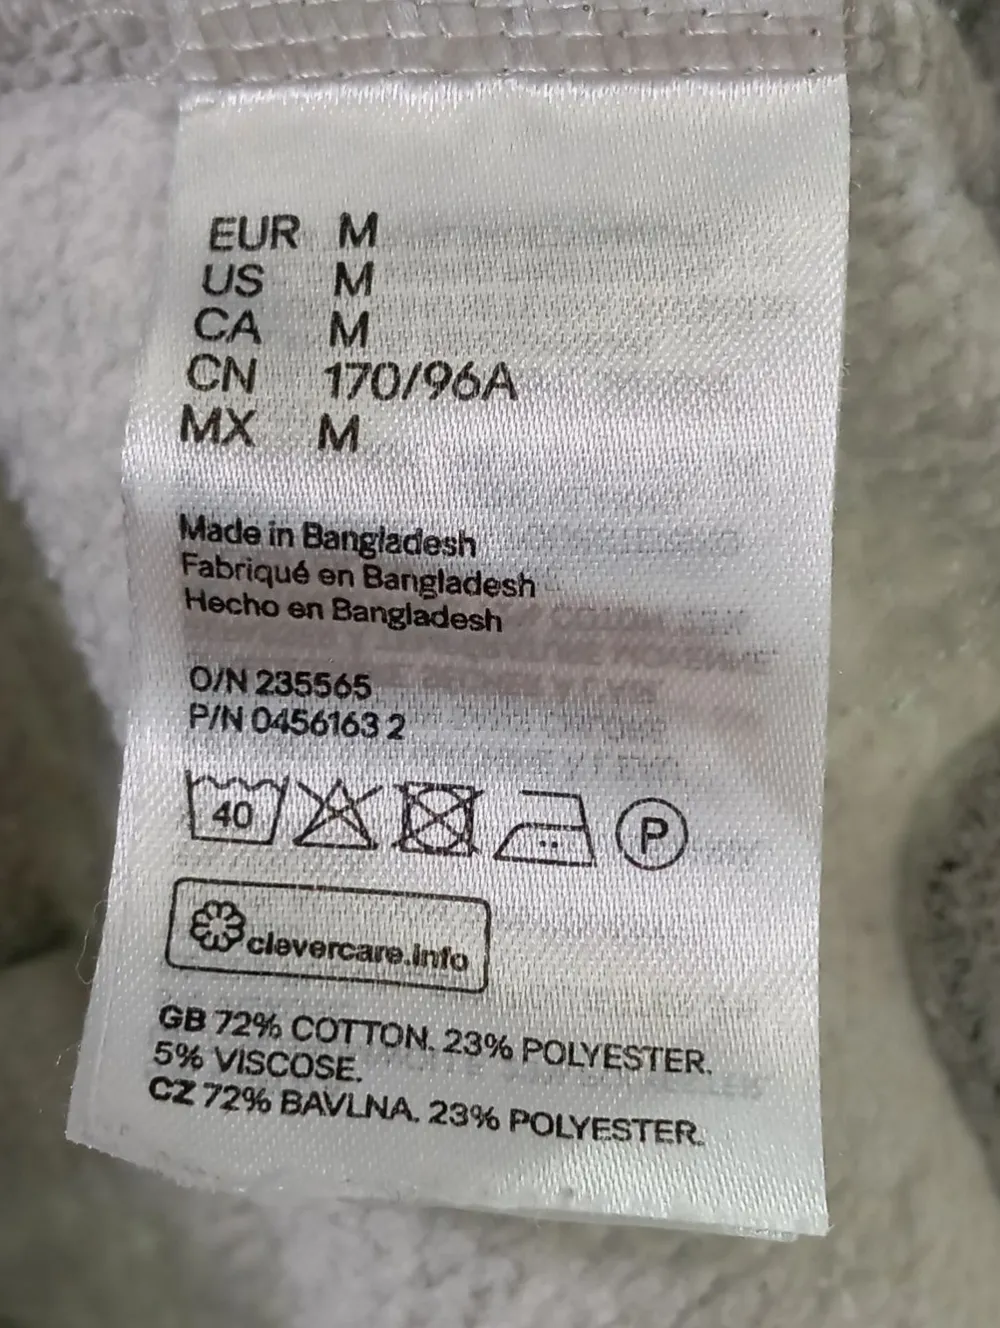 EUR M
US M
CA M
CN 170/96A
MX M
Made in Bangladesh
Fabriqué en Bangladesh
Hecho en Bangladesh
O/N 235565
P/N 0456163 2
40 P
clevercare.info
GB 72% COTTON. 23% POLYESTER.
5% VISCOSE.
CZ 72% BAVLNA. 23% POLYESTER.